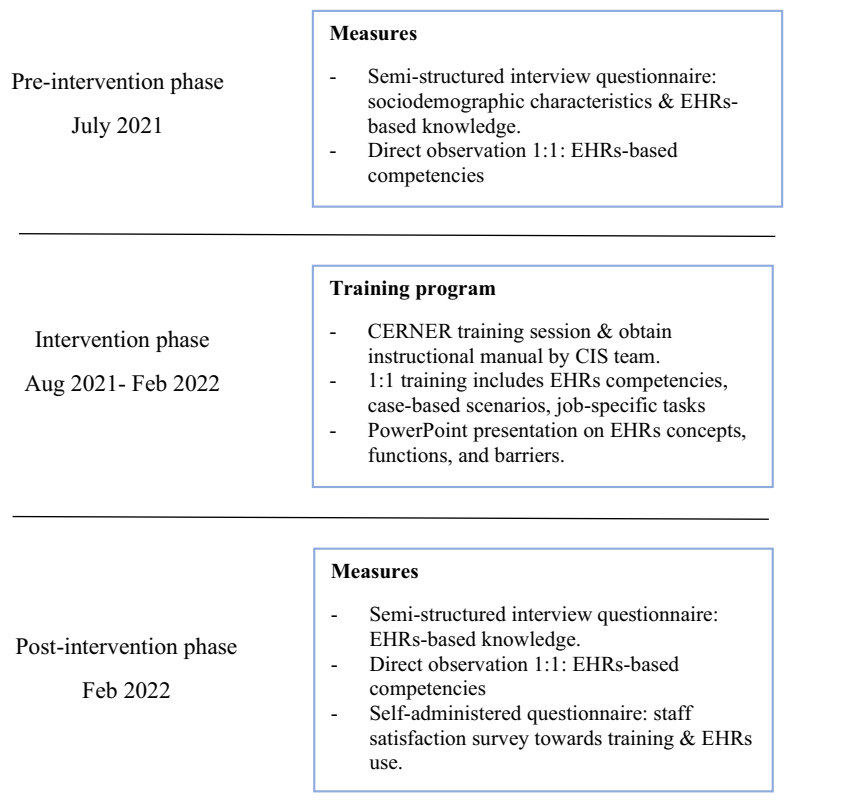 Pre-intervention phase
July 2021
Measures
- Semi-structured interview questionnaire:
sociodemographic characteristics & EHRs-
based knowledge.
- Direct observation 1:1: EHRs-based
competencies
Intervention phase
Aug 2021- Feb 2022
Training program
- CERNER training session & obtain
instructional manual by CIS team.
- 1:1 training includes EHRs competencies,
case-based scenarios, job-specific tasks
- PowerPoint presentation on EHRs concepts,
functions, and barriers.
Post-intervention phase
Feb 2022
Measures
- Semi-structured interview questionnaire:
EHRs-based knowledge.
- Direct observation 1:1: EHRs-based
competencies
- Self-administered questionnaire: staff
satisfaction survey towards training & EHRs
use.